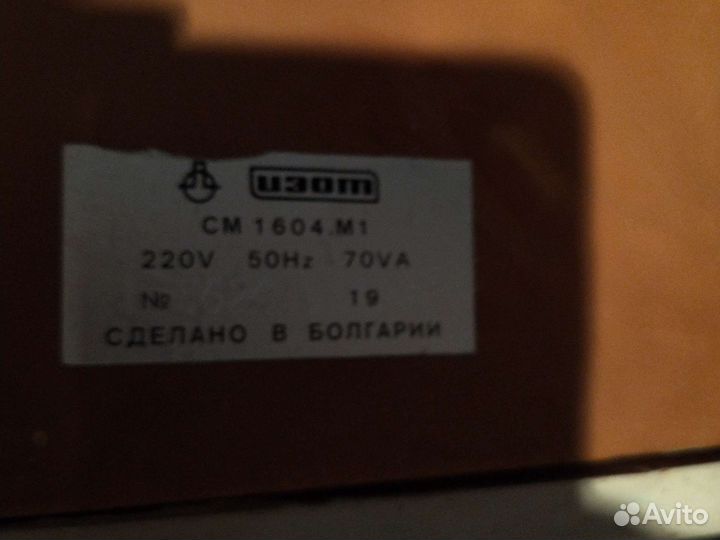 изот
СМ 1604.М1
220V 50Hz 70VA
№ 19
СДЕЛАНО В БОЛГАРИИ
Avito